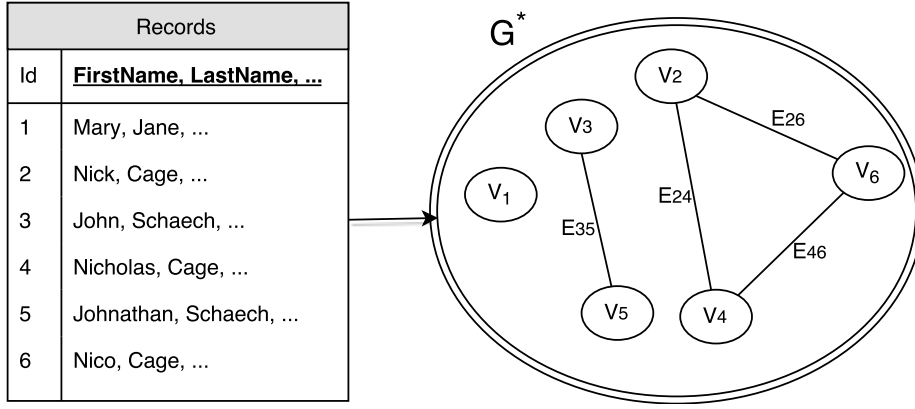 Records
Id FirstName, LastName, ...
1 Mary, Jane, ...
2 Nick, Cage, ...
3 John, Schaech, ...
4 Nicholas, Cage, ...
5 Johnathan, Schaech, ...
6 Nico, Cage, ...
G*
V2
E26
V3
V6
V1
E24
E35
E46
V5
V4